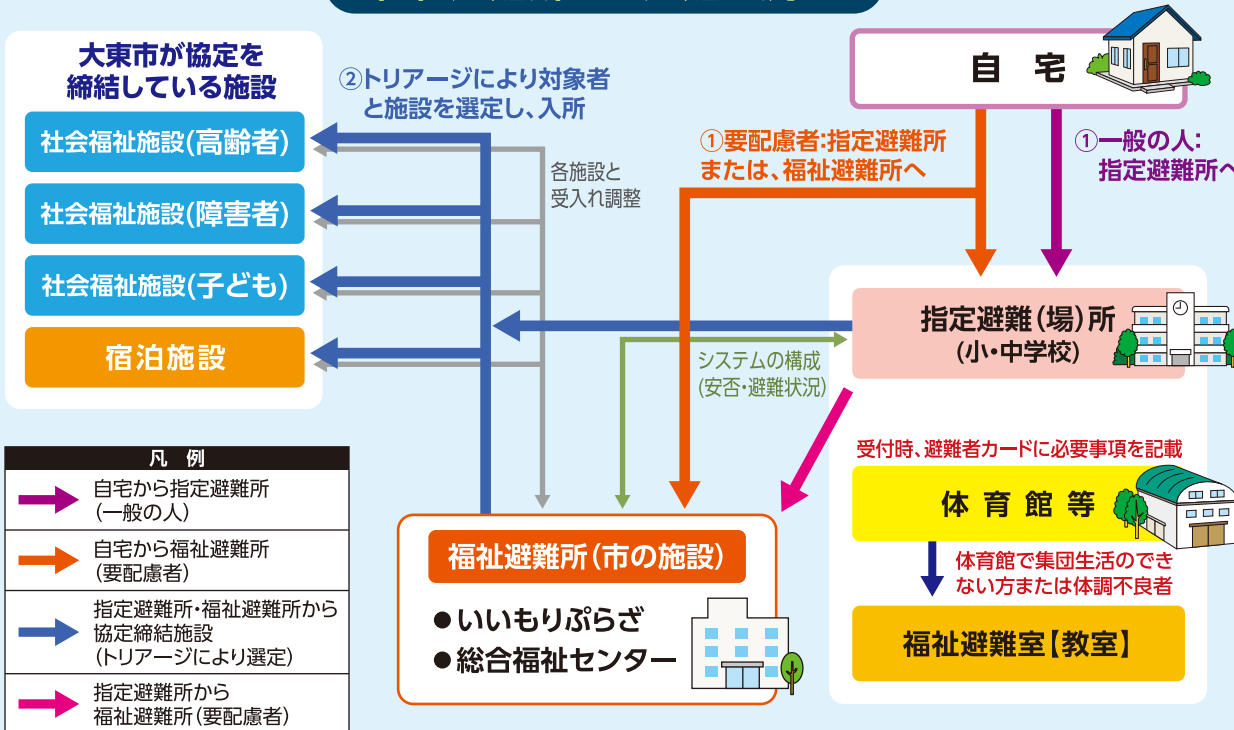 大東市が協定を
締結している施設
社会福祉施設(高齢者)
社会福祉施設(障害者)
社会福祉施設(子ども)
宿泊施設
②トリアージにより対象者
と施設を選定し、入所
各施設と
受入れ調整
自宅
①要配慮者:指定避難所
または、福祉避難所へ
①一般の人:
指定避難所へ
指定避難(場)所
(小・中学校)
システムの構成
(安否・避難状況)
受付時、避難者カードに必要事項を記載
体育館等
体育館で集団生活のでき
ない方または体調不良者
福祉避難室【教室】
福祉避難所(市の施設)
●いいもりぷらざ
●総合福祉センター
凡例
自宅から指定避難所
(一般の人)
自宅から福祉避難所
(要配慮者)
指定避難所・福祉避難所から
協定締結施設
(トリアージにより選定)
指定避難所から
福祉避難所(要配慮者)